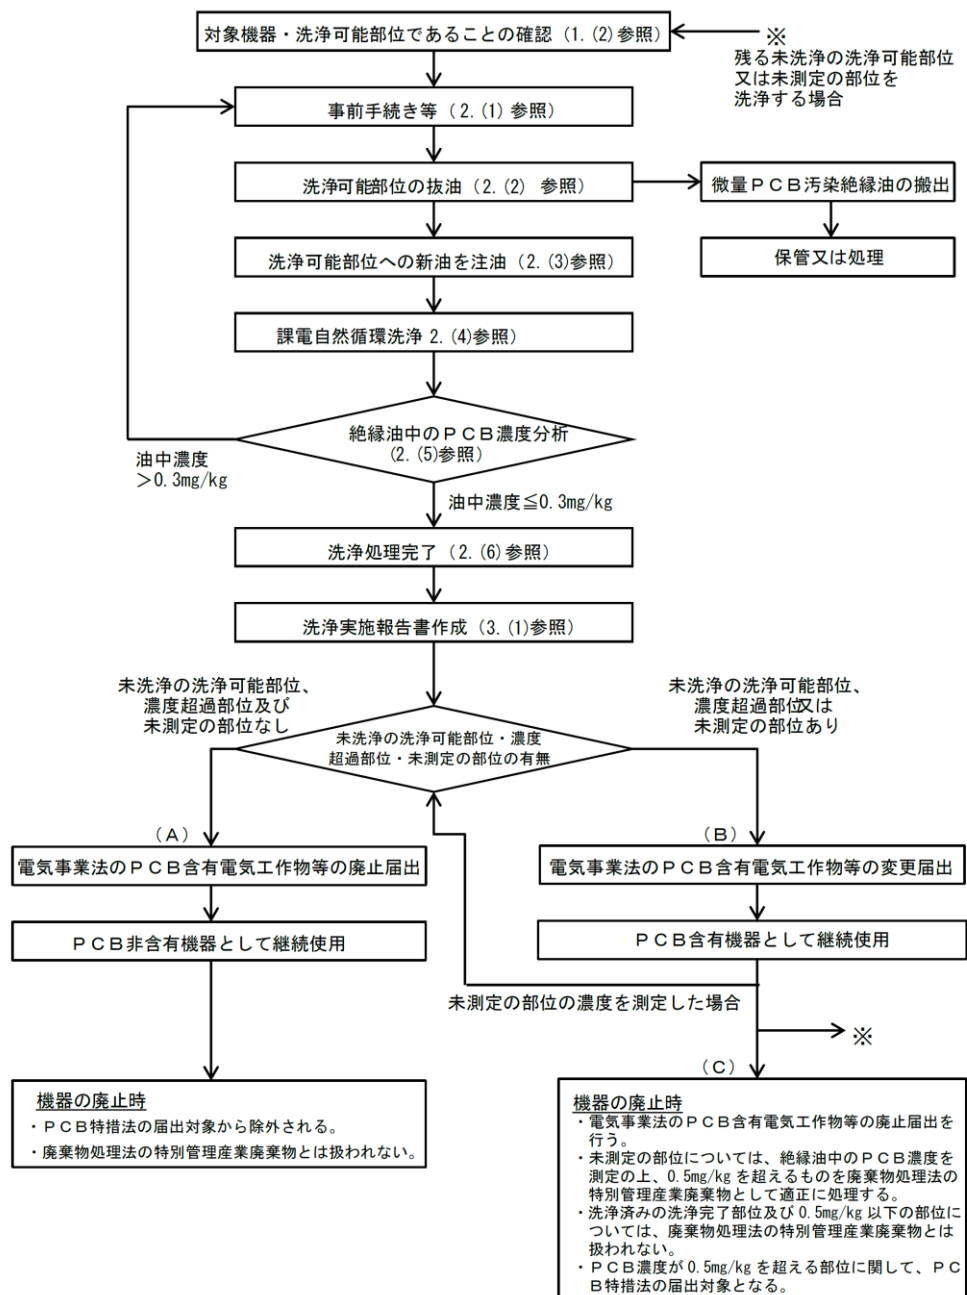 対象機器・洗浄可能部位であることの確認（1.(2)参照）
※
残る未洗浄の洗浄可能部位
又は未測定の部位を
洗浄する場合
事前手続き等（2.(1) 参照）
洗浄可能部位の抜油（2.(2) 参照）
微量ＰＣＢ汚染絶縁油の搬出
洗浄可能部位への新油を注油（2.(3)参照）
保管又は処理
課電自然循環洗浄 2.(4)参照）
絶縁油中のＰＣＢ濃度分析
(2.(5)参照）
油中濃度
＞0.3mg/kg
油中濃度≦0.3mg/kg
洗浄処理完了（2.(6)参照）
洗浄実施報告書作成（3.(1)参照）
未洗浄の洗浄可能部位、
濃度超過部位及び
未測定の部位なし
未洗浄の洗浄可能部位、
濃度超過部位又は
未測定の部位あり
未洗浄の洗浄可能部位・濃度
超過部位・未測定の部位の有無
（Ａ）
（Ｂ）
電気事業法のＰＣＢ含有電気工作物等の廃止届出
電気事業法のＰＣＢ含有電気工作物等の変更届出
ＰＣＢ非含有機器として継続使用
ＰＣＢ含有機器として継続使用
未測定の部位の濃度を測定した場合
※
（Ｃ）
機器の廃止時
・ＰＣＢ特措法の届出対象から除外される。
・廃棄物処理法の特別管理産業廃棄物とは扱われない。
機器の廃止時
・電気事業法のＰＣＢ含有電気工作物等の廃止届出を
行う。
・未測定の部位については、絶縁油中のＰＣＢ濃度を
測定の上、0.5mg/kg を超えるものを廃棄物処理法の
特別管理産業廃棄物として適正に処理する。
・洗浄済みの洗浄完了部位及び 0.5mg/kg 以下の部位に
ついては、廃棄物処理法の特別管理産業廃棄物とは
扱われない。
・ＰＣＢ濃度が 0.5mg/kg を超える部位に関して、ＰＣ
Ｂ特措法の届出対象となる。